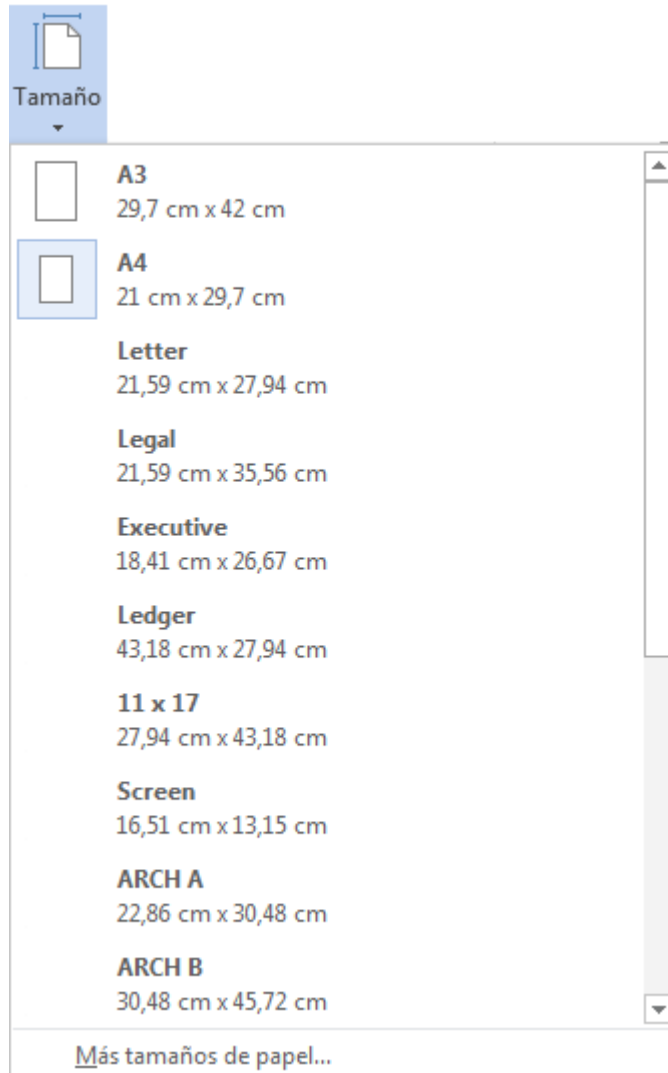 Tamaño
A3
29,7 cm x 42 cm
A4
21 cm x 29,7 cm
Letter
21,59 cm x 27,94 cm
Legal
21,59 cm x 35,56 cm
Executive
18,41 cm x 26,67 cm
Ledger
43,18 cm x 27,94 cm
11 x 17
27,94 cm x 43,18 cm
Screen
16,51 cm x 13,15 cm
ARCH A
22,86 cm x 30,48 cm
ARCH B
30,48 cm x 45,72 cm
Más tamaños de papel...